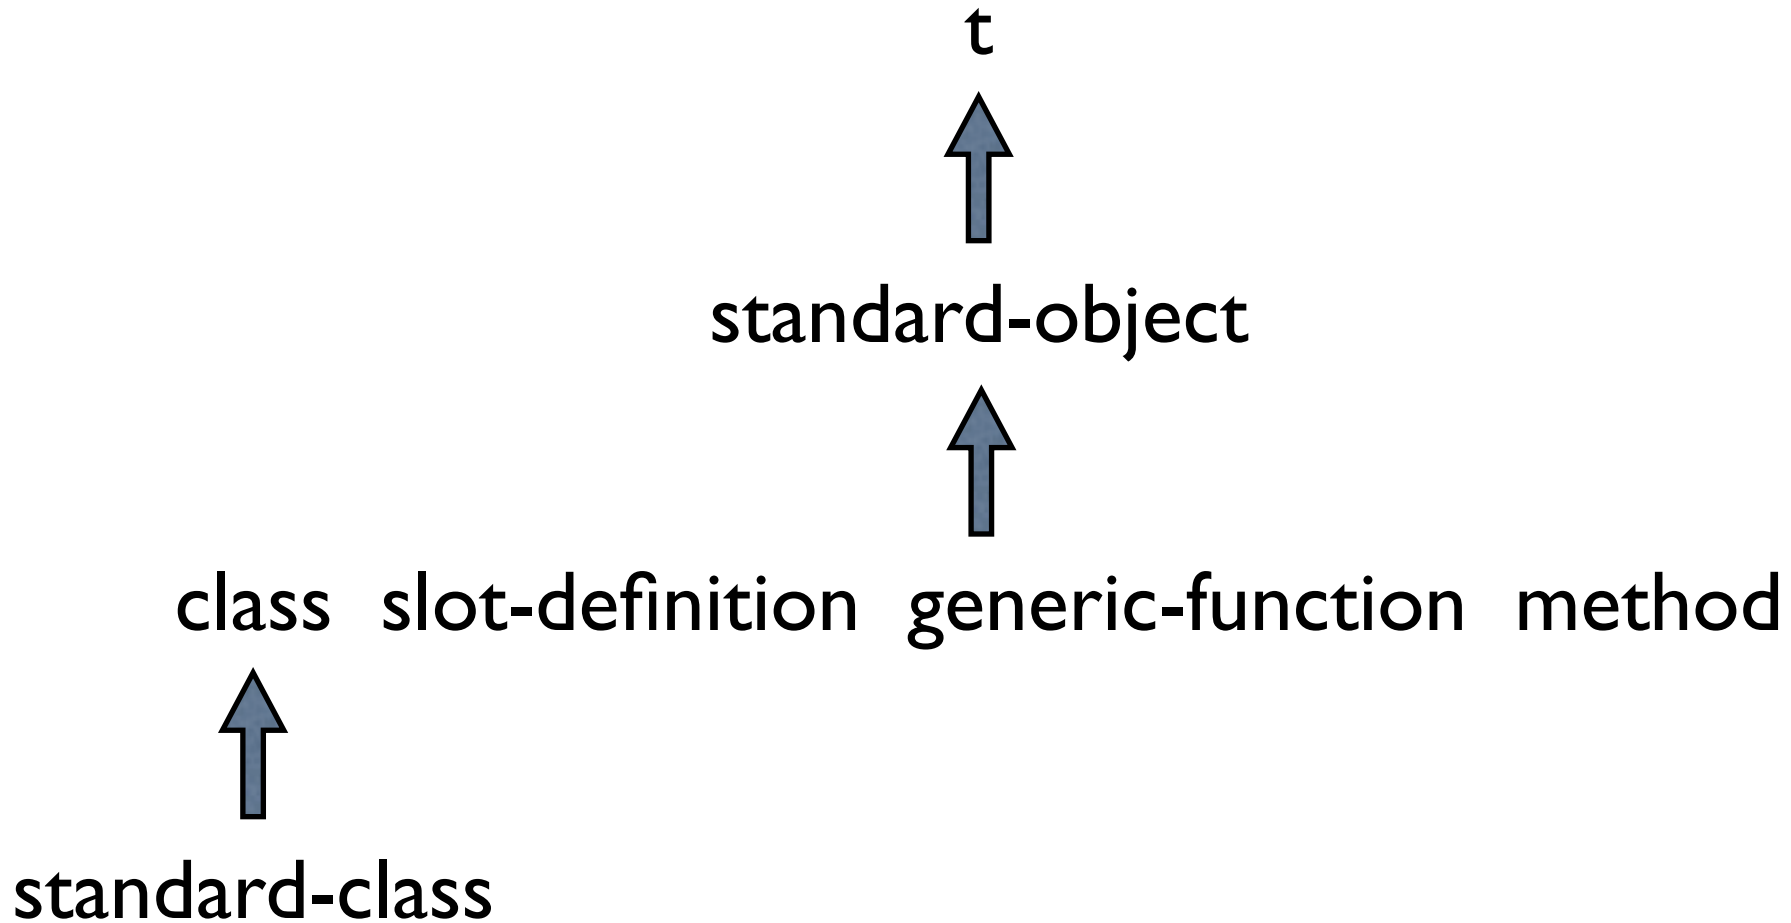 t
standard-object
class slot-definition generic-function method
standard-class